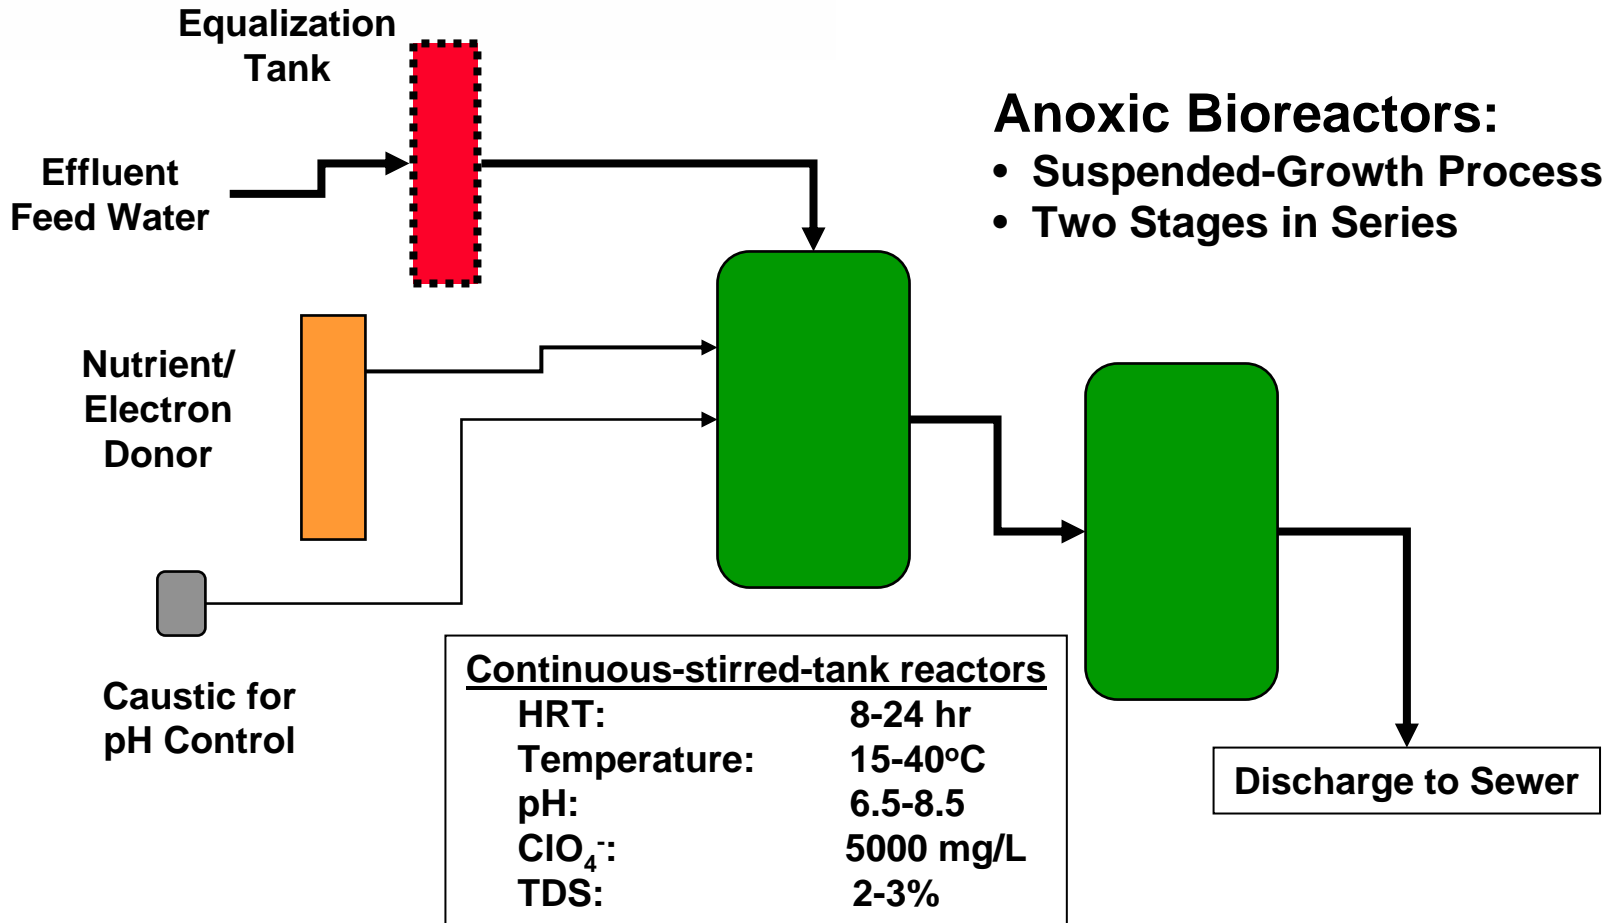 Equalization
Tank
Anoxic Bioreactors:
• Suspended-Growth Process
• Two Stages in Series
Effluent
Feed Water
Nutrient/
Electron
Donor
Caustic for
pH Control
Continuous-stirred-tank reactors
HRT: 8-24 hr
Temperature: 15-40°C
pH: 6.5-8.5
ClO₄⁻: 5000 mg/L
TDS: 2-3%
Discharge to Sewer